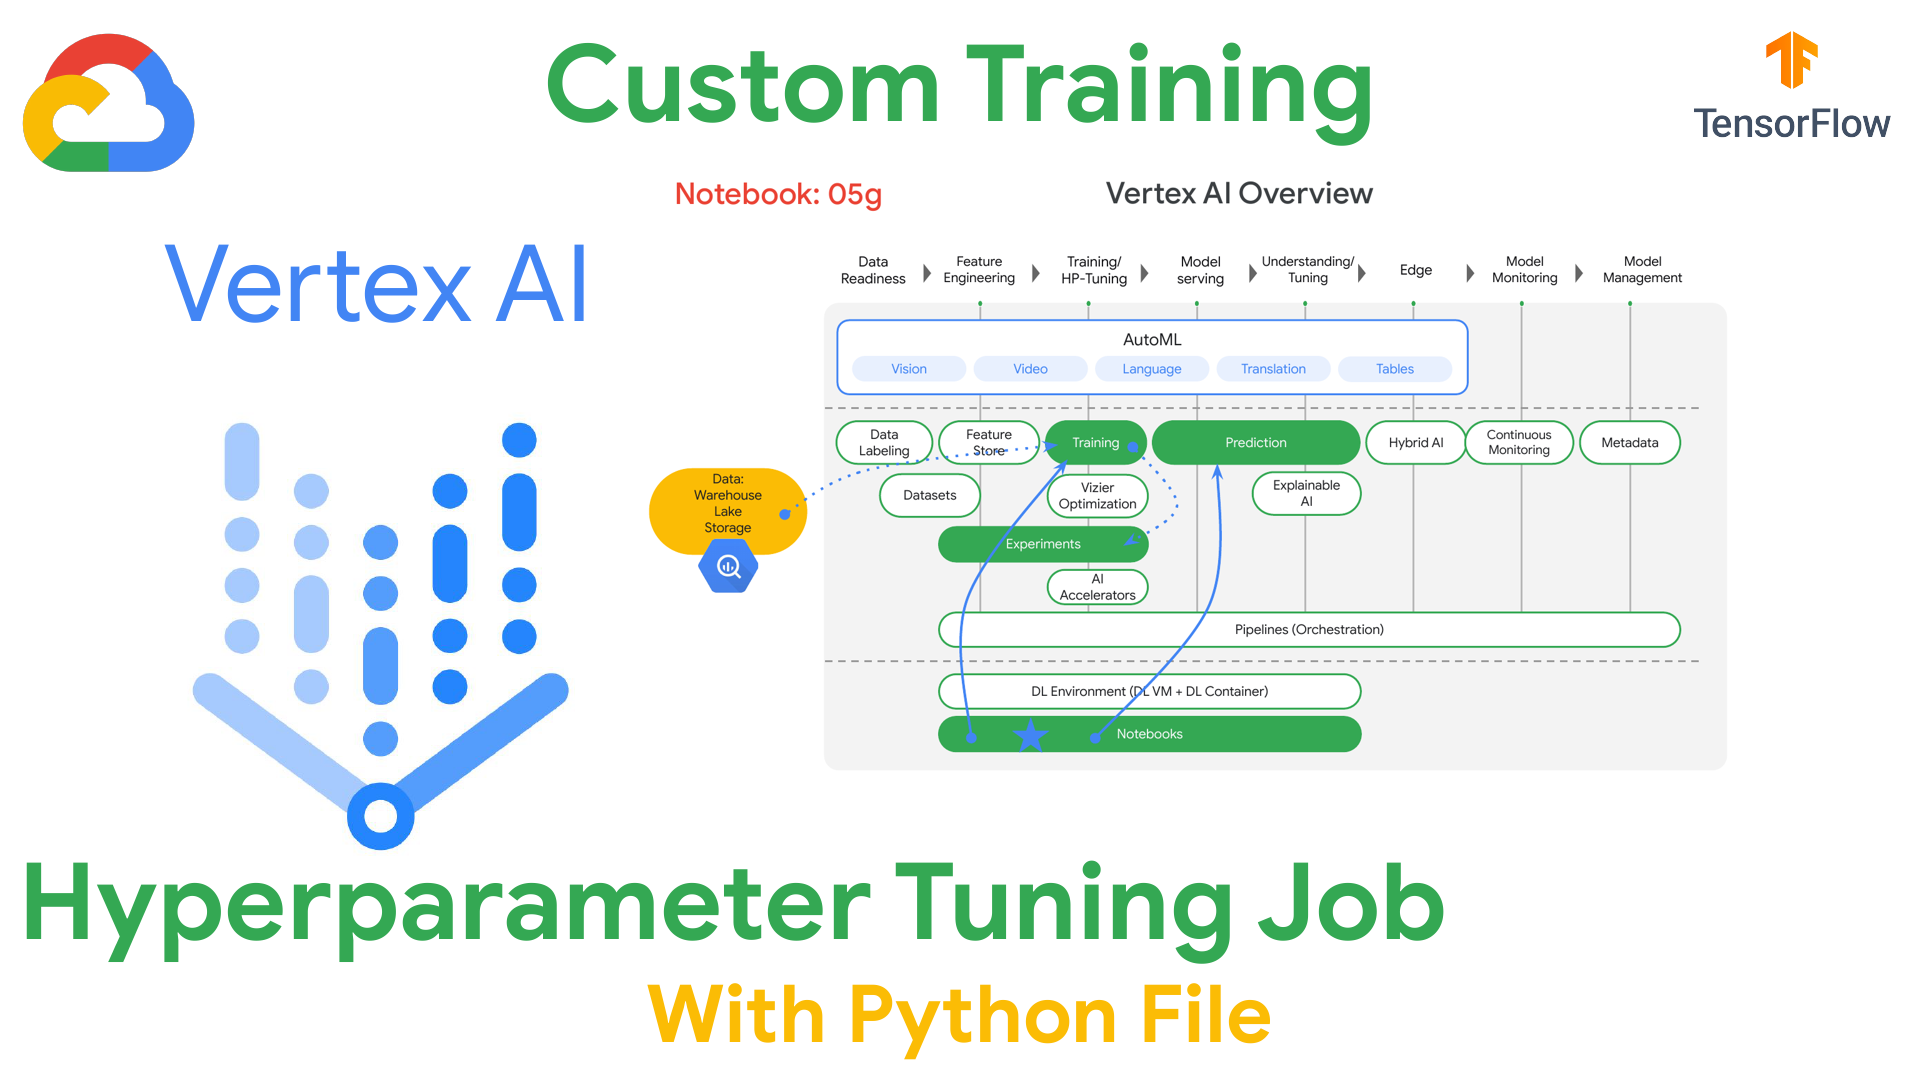 Custom Training
TensorFlow
Notebook: 05g
Vertex AI Overview
Vertex AI
Data
Readiness
Feature
Engineering
Training/
HP-Tuning
Model
serving
Understanding/
Tuning
Edge
Model
Monitoring
Model
Management
AutoML
Vision
Video
Language
Translation
Tables
Data
Labeling
Feature
Store
Training
Prediction
Hybrid AI
Continuous
Monitoring
Metadata
Data:
Warehouse
Lake
Storage
Datasets
Vizier
Optimization
Explainable
AI
Experiments
AI
Accelerators
Pipelines (Orchestration)
DL Environment (DL VM + DL Container)
Notebooks
Hyperparameter Tuning Job
With Python File